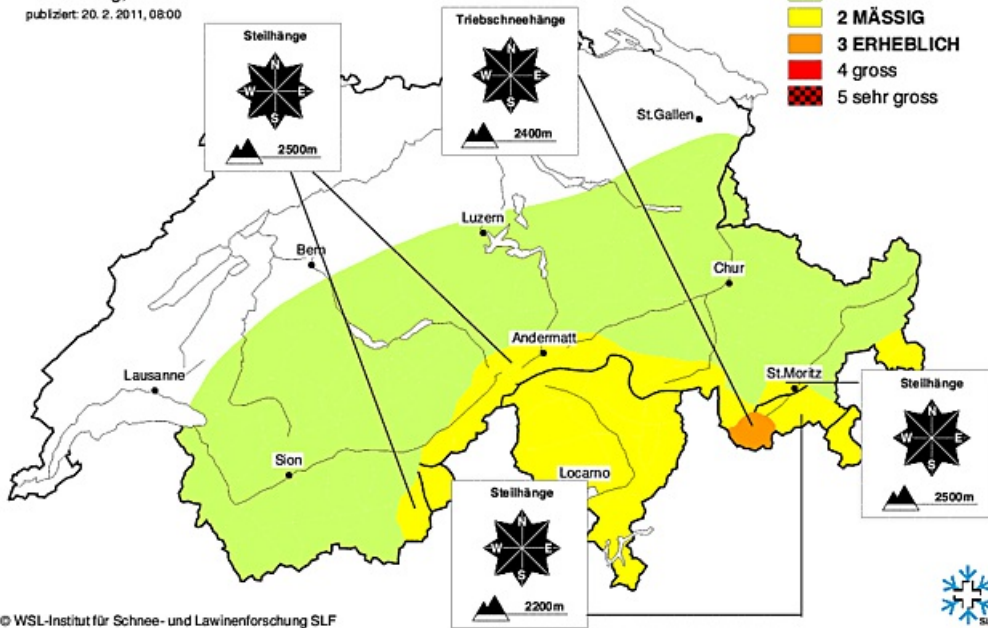 publiziert: 20. 2. 2011, 08:00
2 MÄSSIG
3 ERHEBLICH
4 gross
5 sehr gross
Steilhänge
N
W E
S
2500m
Triebschneehänge
N
W E
S
2400m
St.Gallen
Luzern
Bern
Chur
Andermatt
Lausanne
St.Moritz
Sion
Locarno
Steilhänge
N
W E
S
2500m
Steilhänge
N
W E
S
2200m
© WSL-Institut für Schnee- und Lawinenforschung SLF